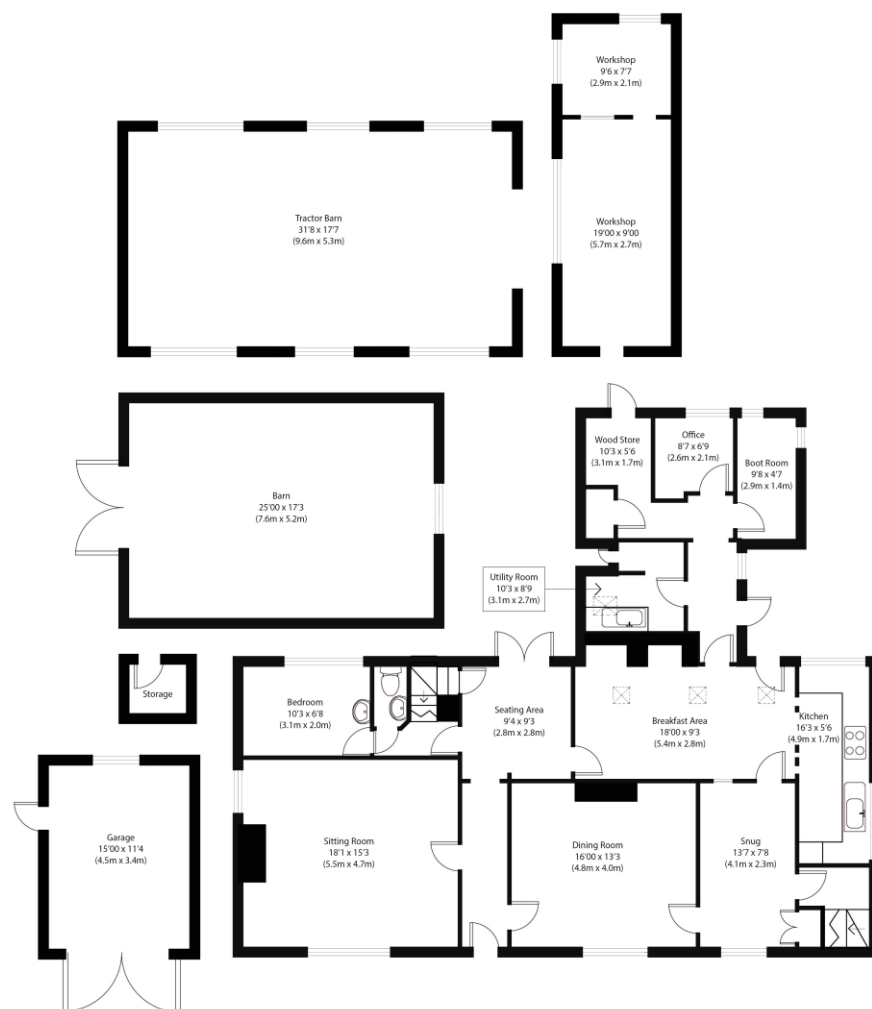 Workshop
9'6 x 7'7
(2.9m x 2.1m)
Tractor Barn
31'8 x 17'7
(9.6m x 5.3m)
Workshop
19'00 x 9'00
(5.7m x 2.7m)
Wood Store
10'3 x 5'6
(3.1m x 1.7m)
Office
8'7 x 6'9
(2.6m x 2.1m)
Boot Room
9'8 x 4'7
(2.9m x 1.4m)
Barn
25'00 x 17'3
(7.6m x 5.2m)
Utility Room
10'3 x 8'9
(3.1m x 2.7m)
Storage
Bedroom
10'3 x 6'8
(3.1m x 2.0m)
Seating Area
9'4 x 9'3
(2.8m x 2.8m)
Breakfast Area
18'00 x 9'3
(5.4m x 2.8m)
Kitchen
16'3 x 5'6
(4.9m x 1.7m)
Garage
15'00 x 11'4
(4.5m x 3.4m)
Sitting Room
18'1 x 15'3
(5.5m x 4.7m)
Dining Room
16'00 x 13'3
(4.8m x 4.0m)
Snug
13'7 x 7'8
(4.1m x 2.3m)